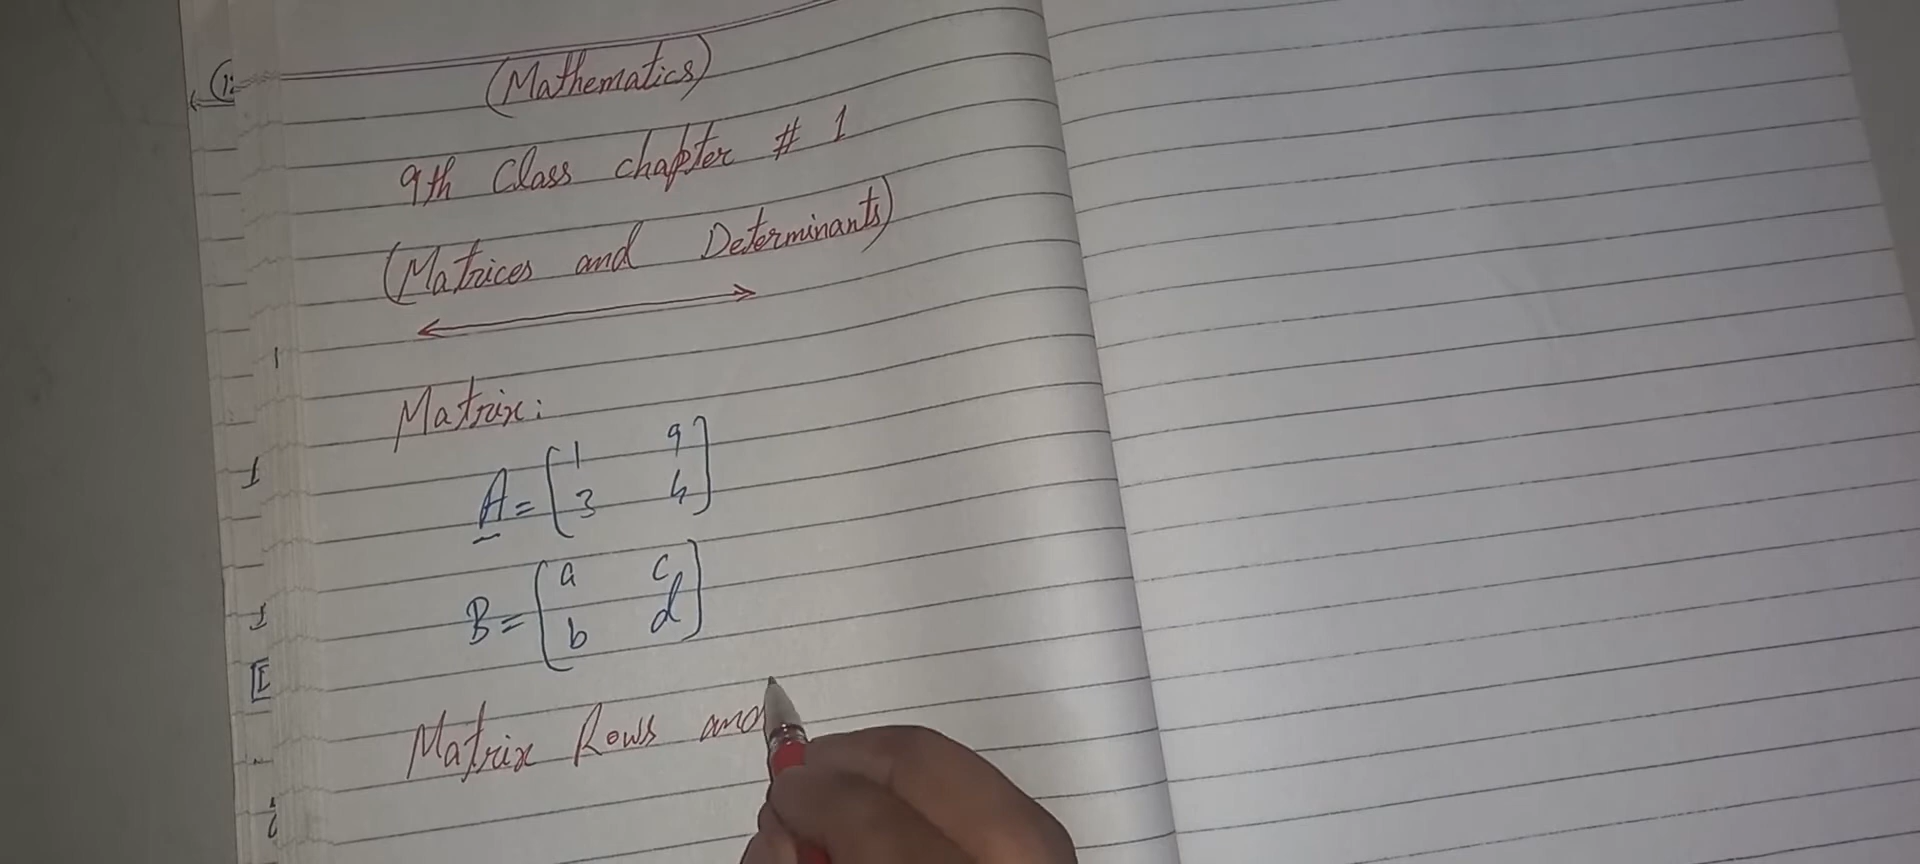 (Mathematics)
9th Class chapter # 1
(Matrices and Determinants)
Matrix:
A = [1 9
3 4]
B = [a c
b d]
Matrix Rows and